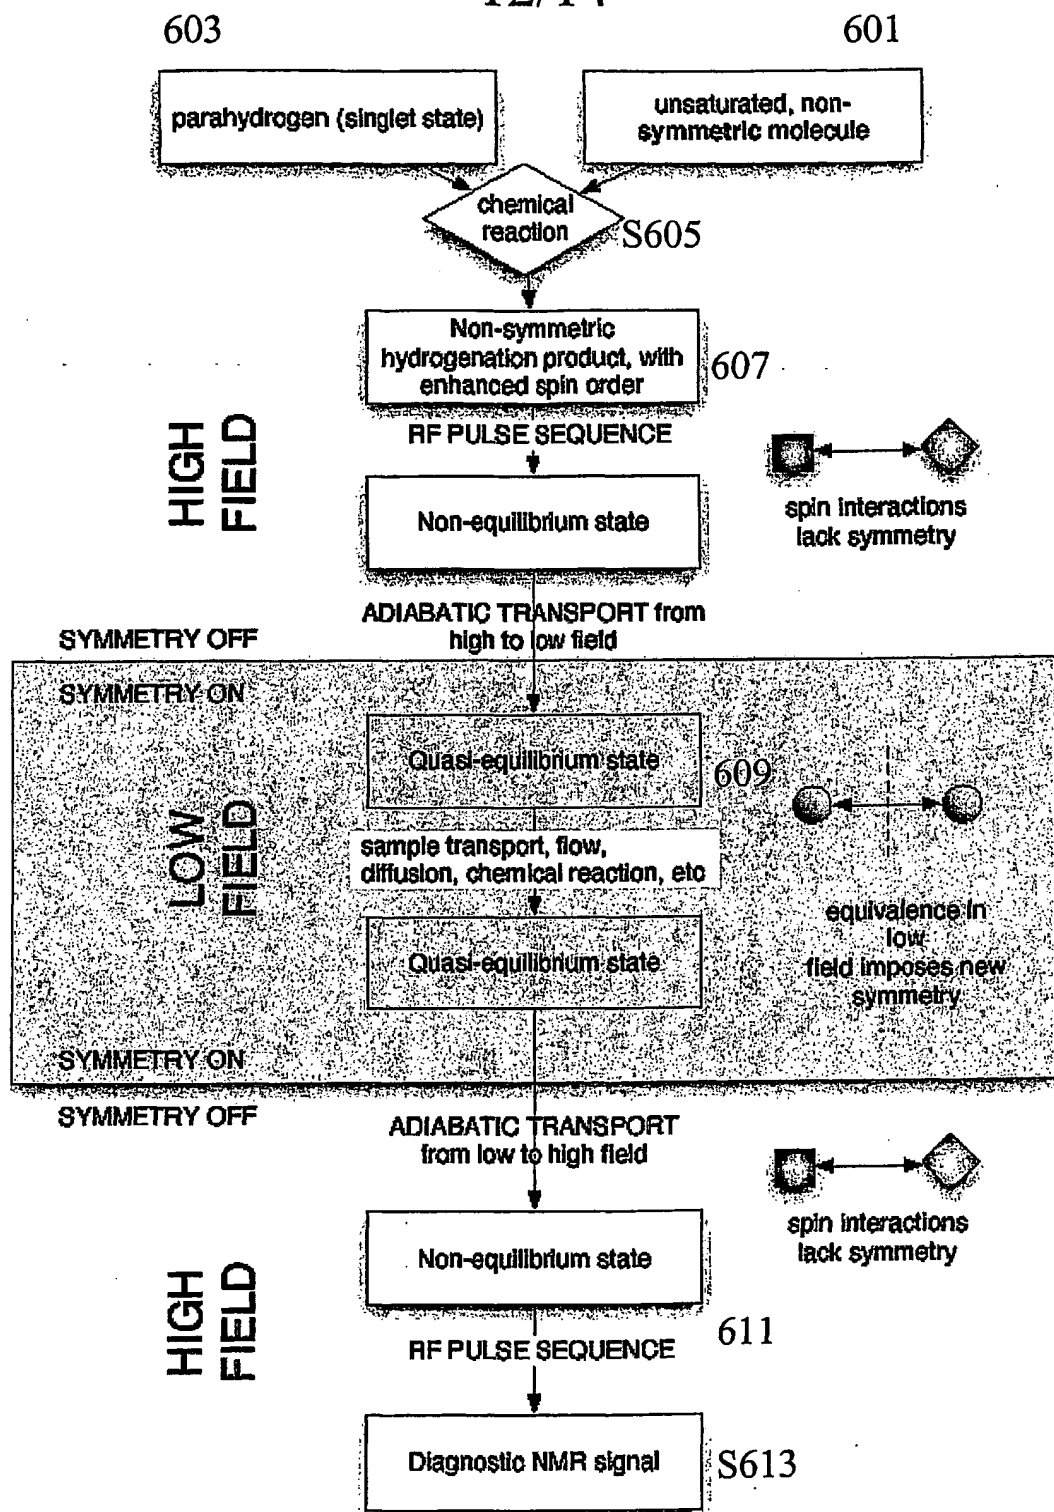 603
601
parahydrogen (singlet state)
unsaturated, non-
symmetric molecule
chemical
reaction
S605
Non-symmetric
hydrogenation product, with
enhanced spin order
607
RF PULSE SEQUENCE
HIGH
FIELD
Non-equilibrium state
spin interactions
lack symmetry
ADIABATIC TRANSPORT from
high to low field
SYMMETRY OFF
SYMMETRY ON
Quasi-equilibrium state
609
LOW
FIELD
sample transport, flow,
diffusion, chemical reaction, etc
Quasi-equilibrium state
equivalence in
low
field imposes new
symmetry
SYMMETRY ON
SYMMETRY OFF
ADIABATIC TRANSPORT
from low to high field
spin interactions
lack symmetry
HIGH
FIELD
Non-equilibrium state
611
RF PULSE SEQUENCE
Diagnostic NMR signal
S613